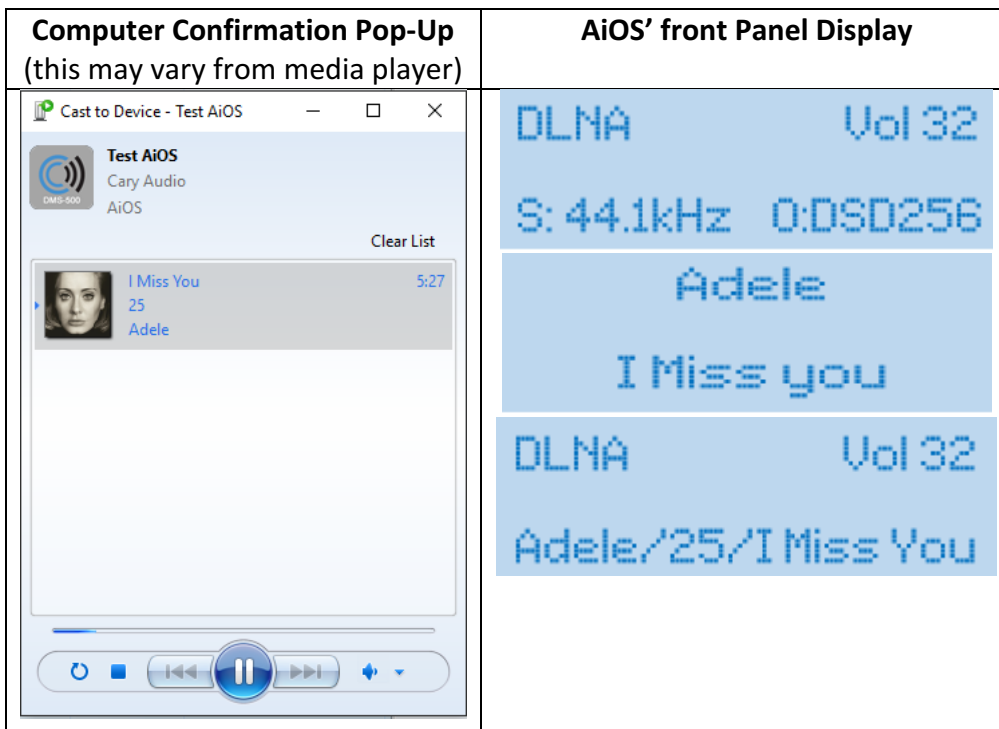 Computer Confirmation Pop-Up
(this may vary from media player)
Cast to Device - Test AiOS
DMS-500
Test AiOS
Cary Audio
AiOS
Clear List
I Miss You 5:27
25
Adele
AiOS’ front Panel Display
DLNA Vol 32
S: 44.1kHz O:DSD256
Adele
I Miss you
DLNA Vol 32
Adele/'25/I Miss You